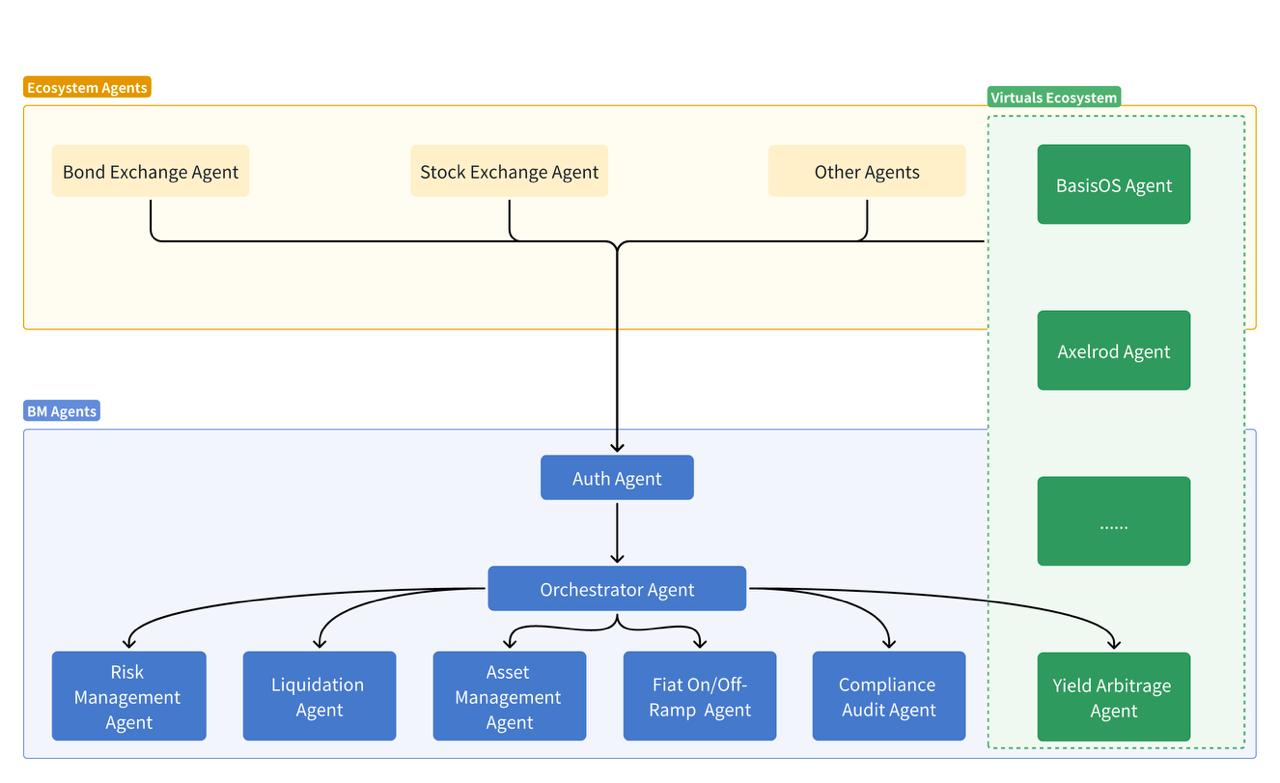 Ecosystem Agents
Virtuals Ecosystem
Bond Exchange Agent
Stock Exchange Agent
Other Agents
BasisOS Agent
Axelrod Agent
BM Agents
Auth Agent
......
Orchestrator Agent
Risk
Management
Agent
Liquidation
Agent
Asset
Management
Agent
Fiat On/Off-
Ramp Agent
Compliance
Audit Agent
Yield Arbitrage
Agent